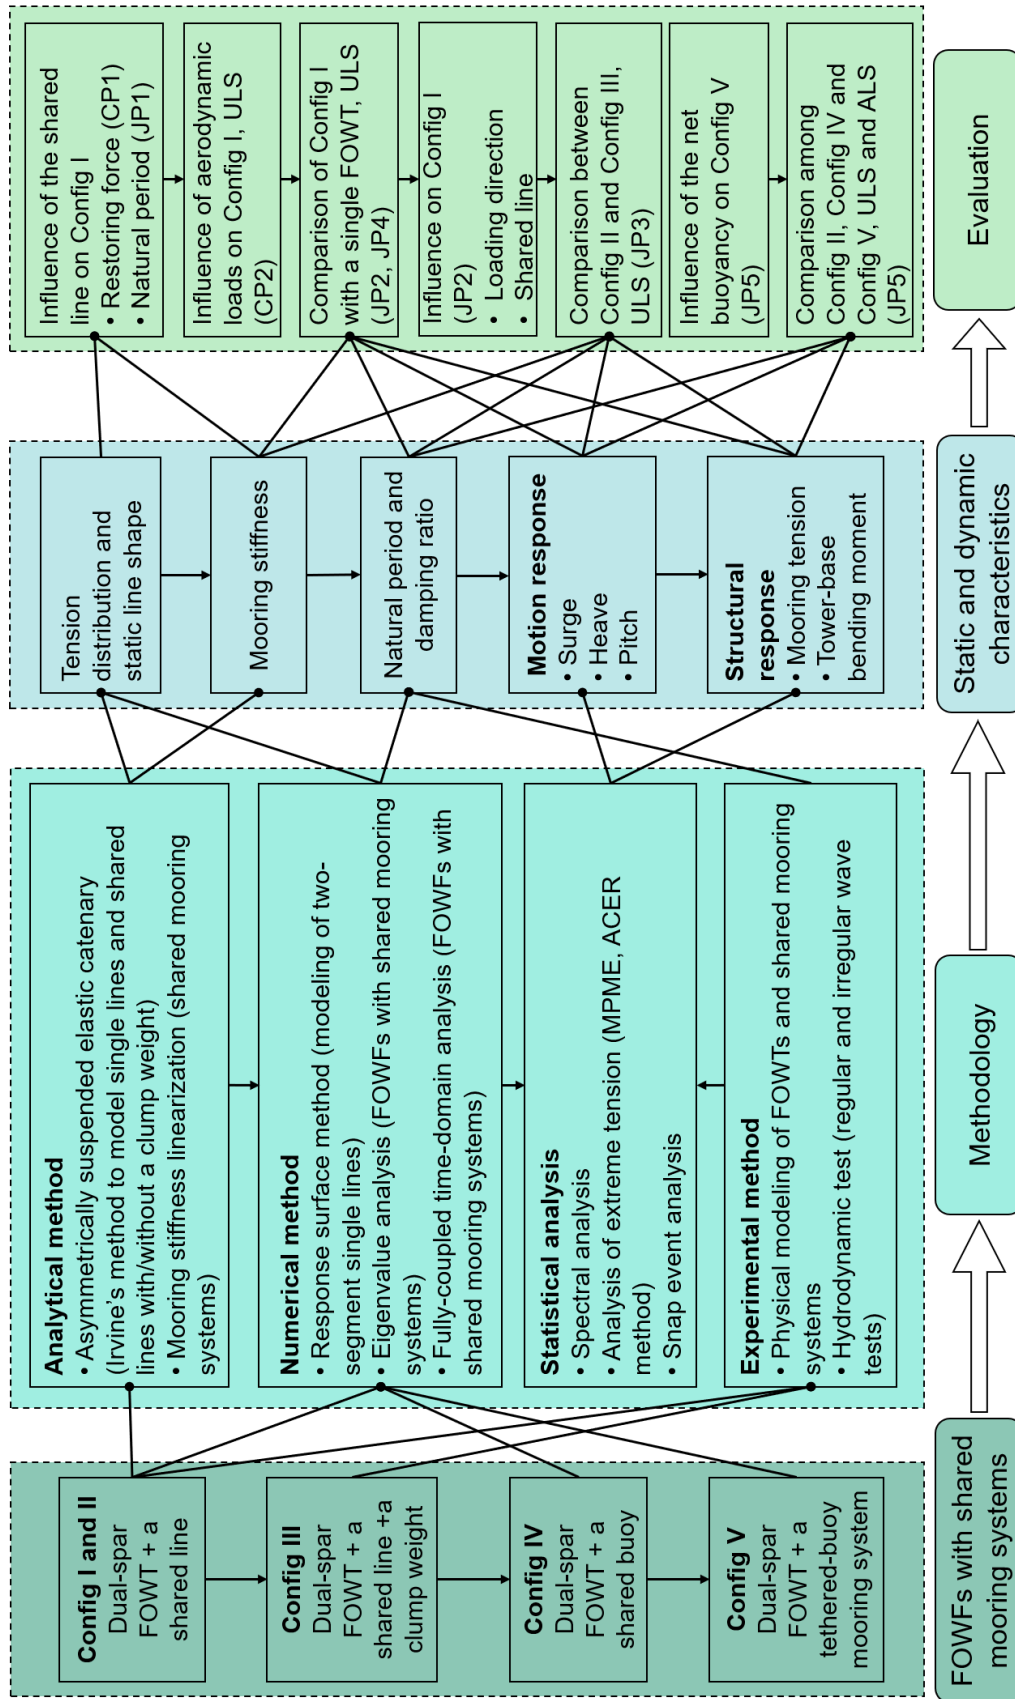 Config I and II
Dual-spar
FOWT + a
shared line
Config III
Dual-spar
FOWT + a
shared line +a
clump weight
Config IV
Dual-spar
FOWT + a
shared buoy
Config V
Dual-spar
FOWT + a
tethered-buoy
mooring system
FOWFs with shared
mooring systems
Analytical method
• Asymmetrically suspended elastic catenary
(Irvine's method to model single lines and shared
lines with/without a clump weight)
• Mooring stiffness linearization (shared mooring
systems)
Numerical method
• Response surface method (modeling of two-
segment single lines)
• Eigenvalue analysis (FOWFs with shared mooring
systems)
• Fully-coupled time-domain analysis (FOWFs with
shared mooring systems)
Statistical analysis
• Spectral analysis
• Analysis of extreme tension (MPME, ACER
method)
• Snap event analysis
Experimental method
• Physical modeling of FOWTs and shared mooring
systems
• Hydrodynamic test (regular and irregular wave
tests)
Methodology
Tension
distribution and
static line shape
Mooring stiffness
Natural period and
damping ratio
Motion response
• Surge
• Heave
• Pitch
Structural
response
• Mooring tension
• Tower-base
bending moment
Static and dynamic
characteristics
Influence of the shared
line on Config I
• Restoring force (CP1)
• Natural period (JP1)
Influence of aerodynamic
loads on Config I, ULS
(CP2)
Comparison of Config I
with a single FOWT, ULS
(JP2, JP4)
Influence on Config I
(JP2)
• Loading direction
• Shared line
Comparison between
Config II and Config III,
ULS (JP3)
Influence of the net
buoyancy on Config V
(JP5)
Comparison among
Config II, Config IV and
Config V, ULS and ALS
(JP5)
Evaluation